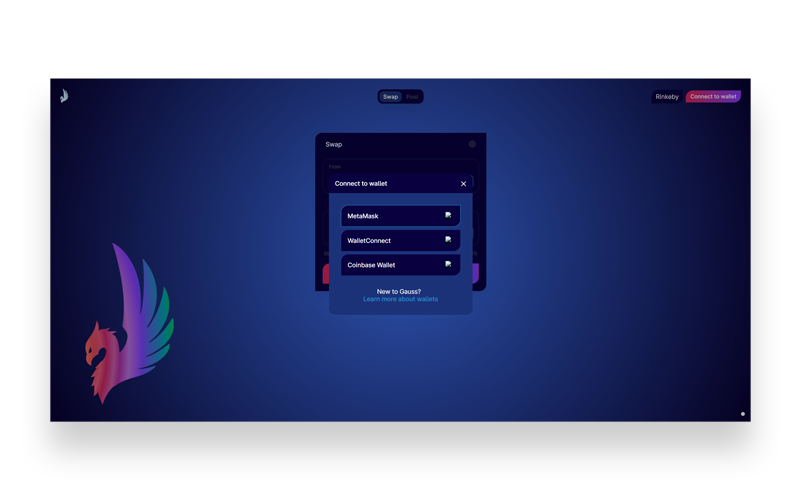 Swap
Pool
Rinkeby
Connect to wallet
Swap
From
Connect to wallet
MetaMask
WalletConnect
Coinbase Wallet
New to Gauss?
Learn more about wallets